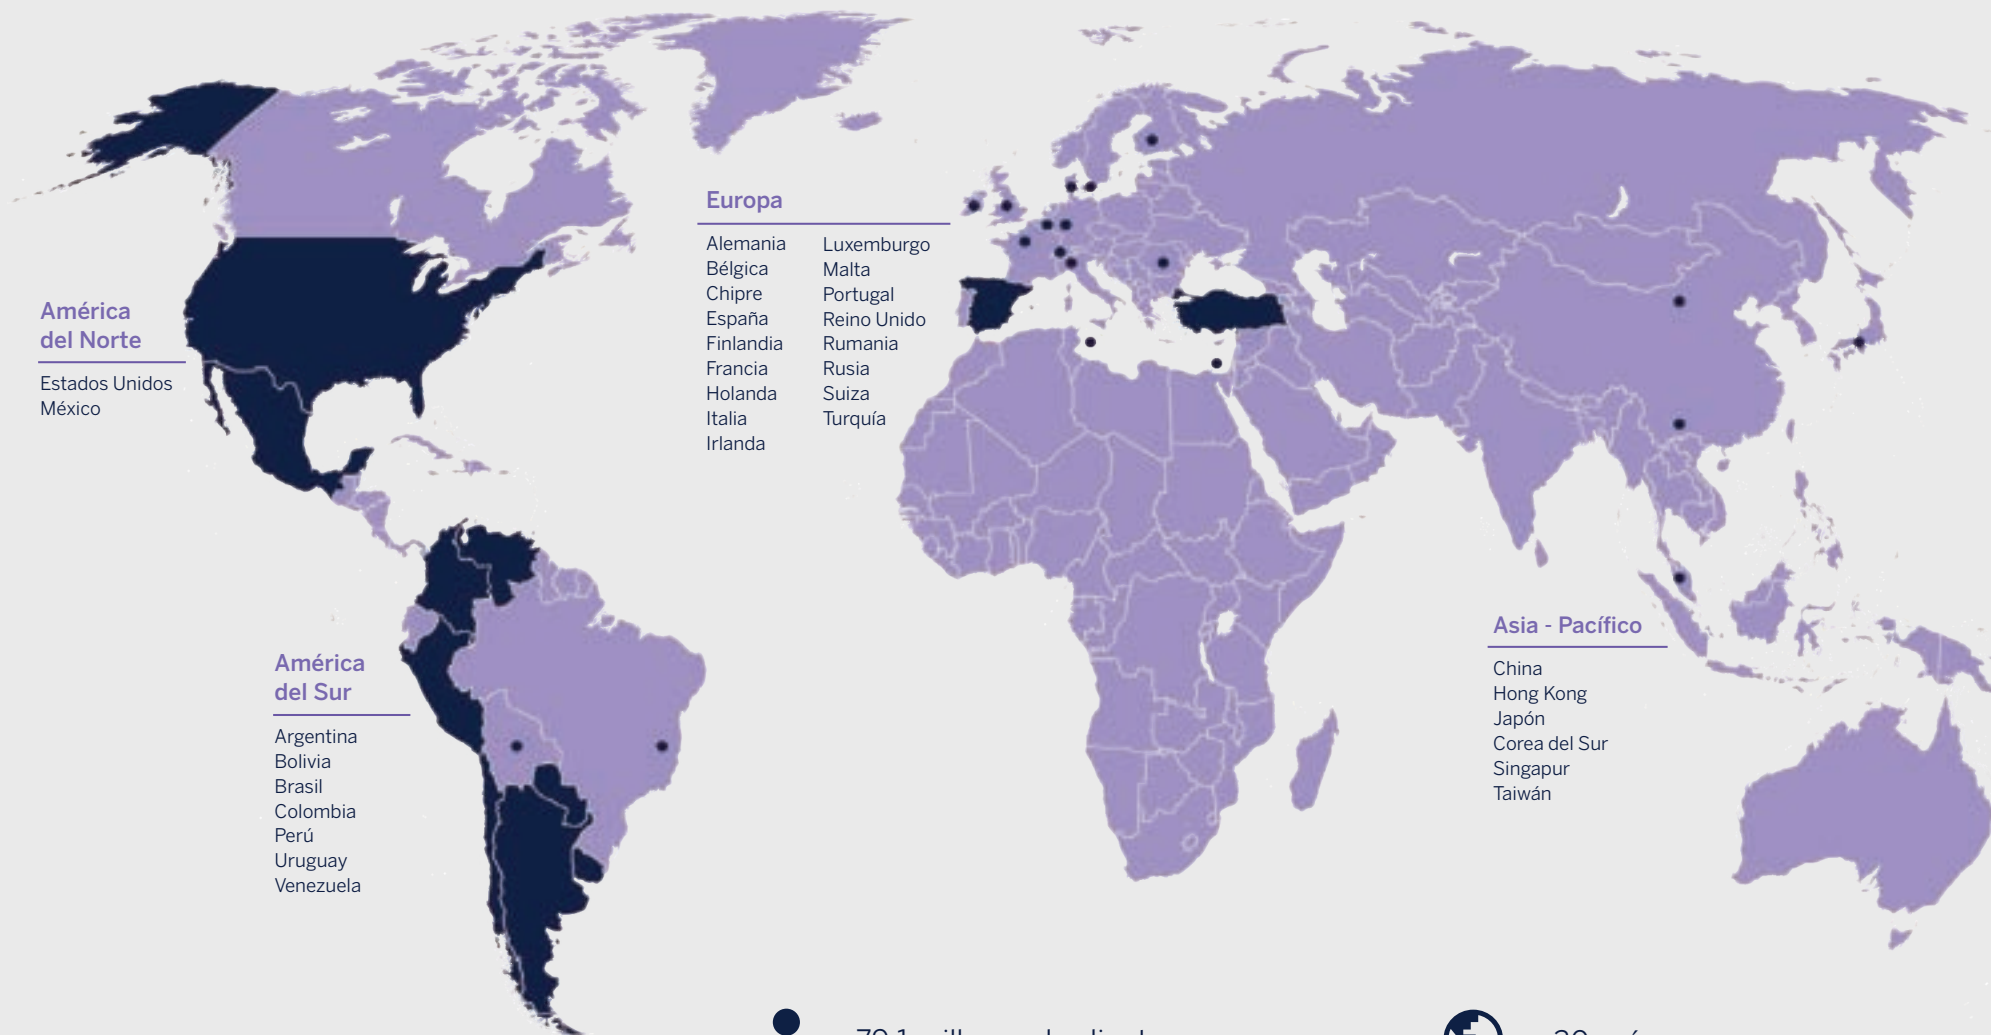 América
del Norte
Estados Unidos
México
Europa
Alemania
Bélgica
Chipre
España
Finlandia
Francia
Holanda
Italia
Irlanda
Luxemburgo
Malta
Portugal
Reino Unido
Rumania
Rusia
Suiza
Turquía
América
del Sur
Argentina
Bolivia
Brasil
Colombia
Perú
Uruguay
Venezuela
Asia - Pacífico
China
Hong Kong
Japón
Corea del Sur
Singapur
Taiwán